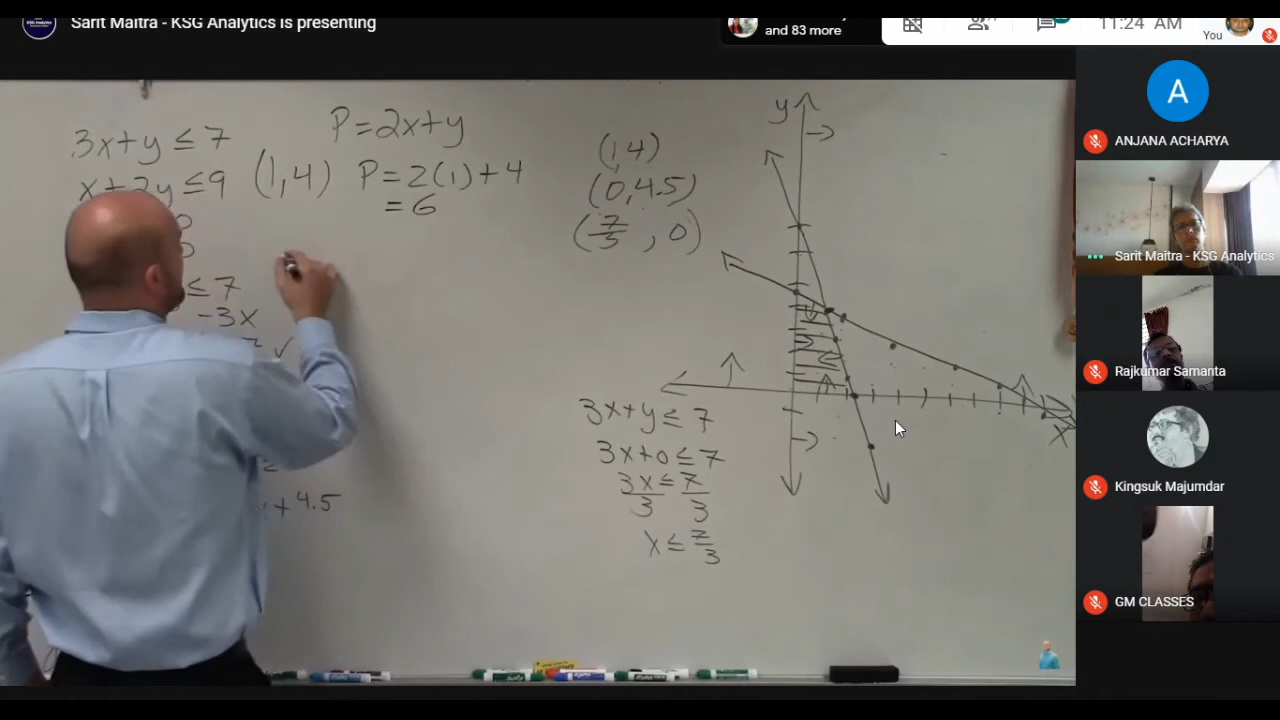 Sarit Maitra - KSG Analytics is presenting
and 83 more
11:24 AM
You
3x+y ≤ 7
x+2y ≤ 9
0
0
≤ 7
-3x
+ 4.5
P=2x+y
(1,4) P=2(1)+4
= 6
(1,4)
(0,4.5)
(7/3, 0)
y
x
3x+y ≤ 7
3x+0 ≤ 7
3x ≤ 7
3 3
x ≤ 7/3
A
ANJANA ACHARYA
Sarit Maitra - KSG Analytics
Rajkumar Samanta
Kingsuk Majumdar
GM CLASSES